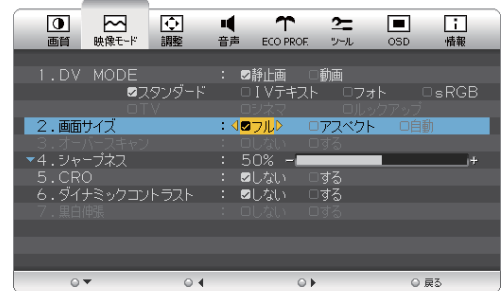 画質 映像モード 調整 音声 ECO PROF. ツール OSD 情報
1.DV MODE : ☑静止画 □動画
☑スタンダード □IVテキスト □フォト □sRGB
□TV □シネマ □ルックアップ
2.画面サイズ : ☑フル □アスペクト □自動
3.オーバースキャン : □しない □する
4.シャープネス : 50% - +
5.CRO : ☑しない □する
6.ダイナミックコントラスト : ☑しない □する
7.黒白伸張 : □しない □する
戻る